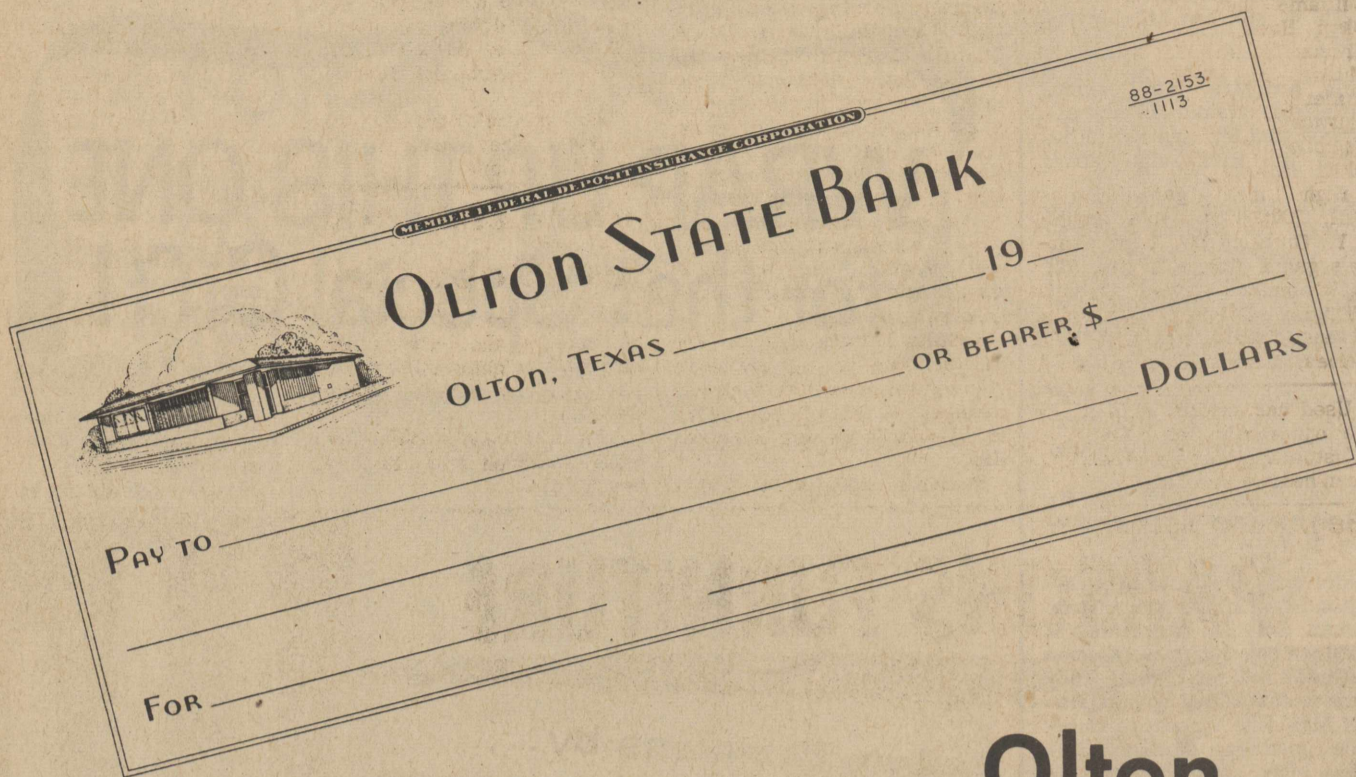 88-2153
1113
MEMBER FEDERAL DEPOSIT INSURANCE CORPORATION
OLTON STATE BANK
OLTON, TEXAS 19
PAY TO OR BEARER $
DOLLARS
FOR
Olton